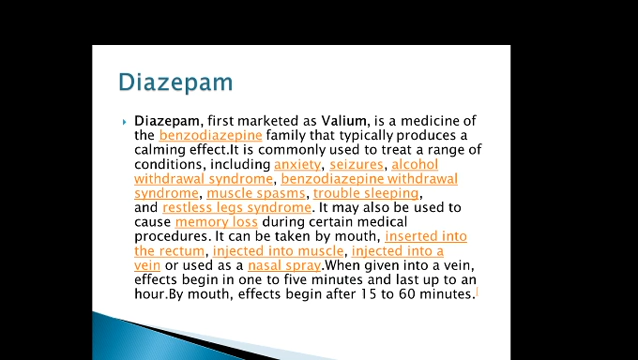 Diazepam
Diazepam, first marketed as Valium, is a medicine of
the benzodiazepine family that typically produces a
calming effect.It is commonly used to treat a range of
conditions, including anxiety, seizures, alcohol
withdrawal syndrome, benzodiazepine withdrawal
syndrome, muscle spasms, trouble sleeping,
and restless legs syndrome. It may also be used to
cause memory loss during certain medical
procedures. It can be taken by mouth, inserted into
the rectum, injected into muscle, injected into a
vein or used as a nasal spray.When given into a vein,
effects begin in one to five minutes and last up to an
hour.By mouth, effects begin after 15 to 60 minutes.